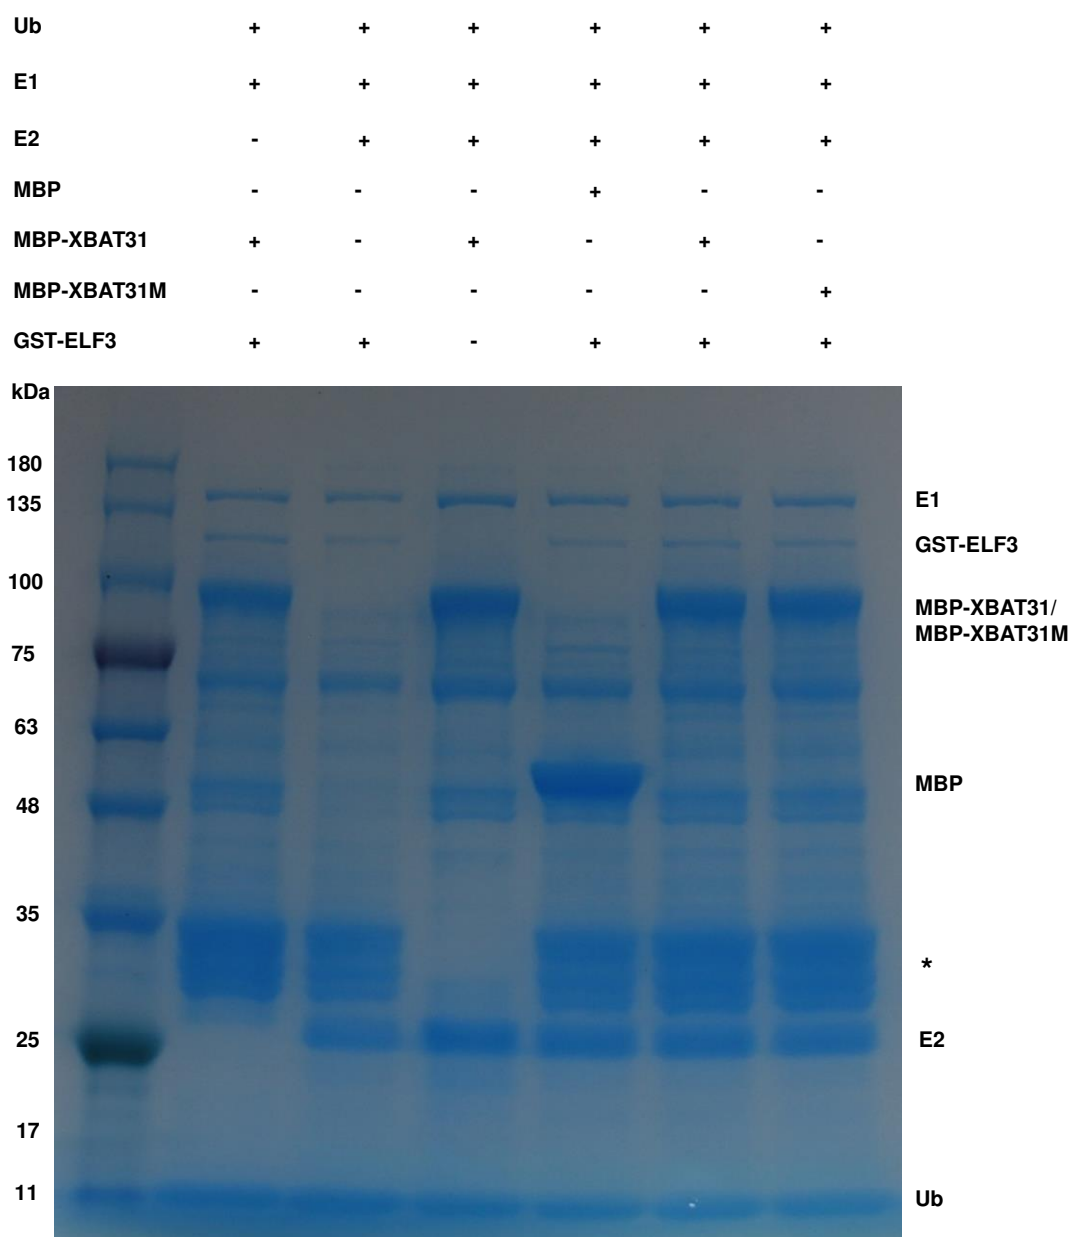 Ub + + + + + +
E1 + + + + + +
E2 - + + + + +
MBP - - - + - -
MBP-XBAT31 + - + - + -
MBP-XBAT31M - - - - - +
GST-ELF3 + + - + + +
kDa
180
135
E1
GST-ELF3
100
MBP-XBAT31/
MBP-XBAT31M
75
63
MBP
48
35
*
25
E2
17
11
Ub